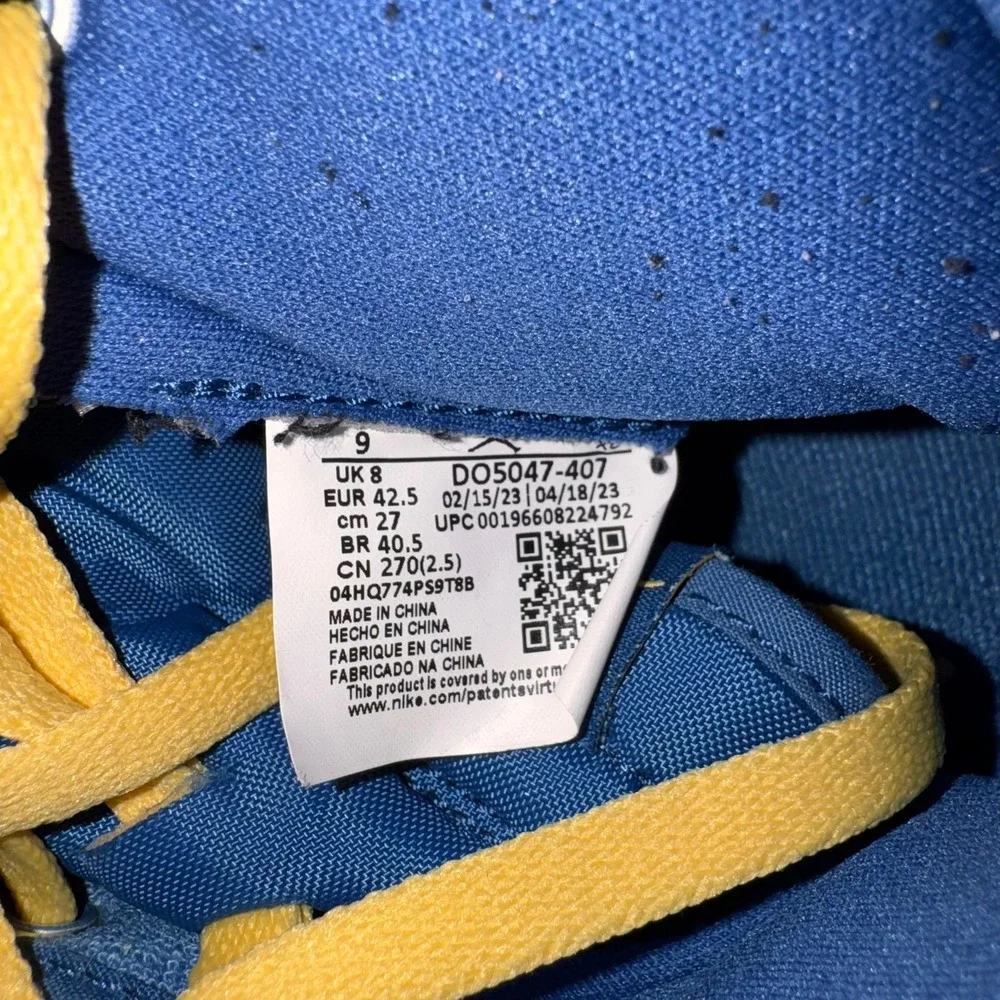 9
UK 8
EUR 42.5
cm 27
BR 40.5
CN 270(2.5)
04HQ774PS9T8B
DO5047-407
02/15/23 | 04/18/23
UPC 00196608224792
MADE IN CHINA
HECHO EN CHINA
FABRIQUE EN CHINE
FABRICADO NA CHINA
This product is covered by one or
www.nike.com/patents